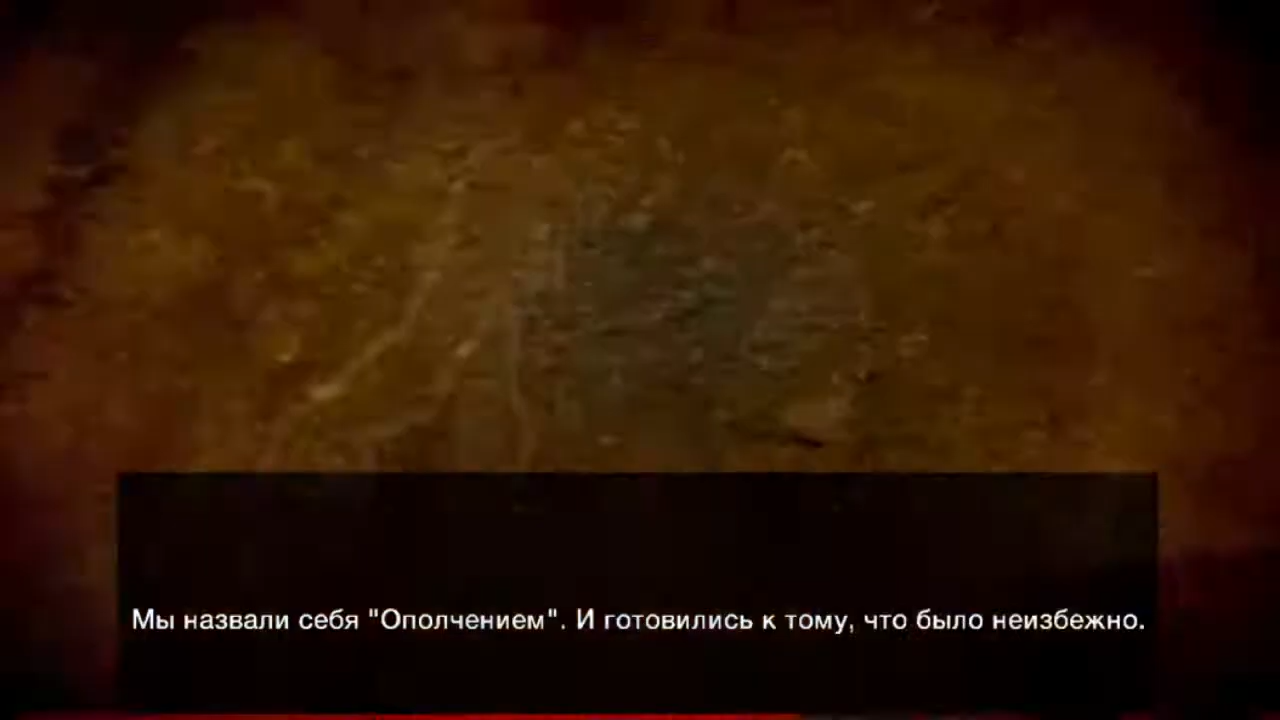 Мы назвали себя "Ополчением". И готовились к тому, что было неизбежно.